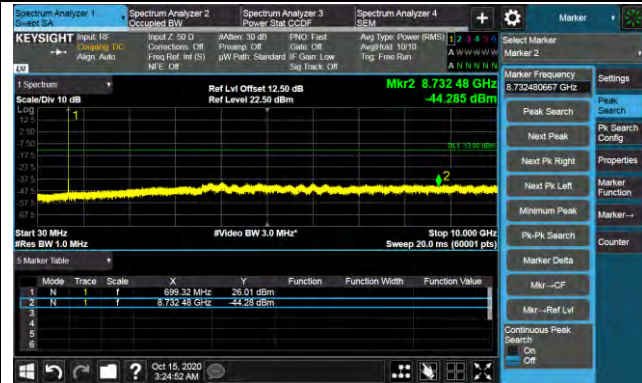 Spectrum Analyzer 1
Swept SA
Spectrum Analyzer 2
Occupied BW
Spectrum Analyzer 3
Power Stat CCDF
Spectrum Analyzer 4
SEM
+
Marker
KEYSIGHT
Input: RF
Coupling: DC
Align: Auto
Input Z: 50 Ω
Corrections: Off
Freq Ref: Int (S)
NFE: Off
#Atten: 30 dB
Preamp: Off
µW Path: Standard
PNO: Fast
Gate: Off
IF Gain: Low
Sig Track: Off
Avg Type: Power (RMS)
Avg|Hold: 10/10
Trig: Free Run
1 2 3 4 5 6
A W W W W W
A N N N N N
Select Marker
Marker 2
LU
1 Spectrum
Scale/Div 10 dB
Ref Lvl Offset 12.50 dB
Ref Level 22.50 dBm
Mkr2 8.732 48 GHz
-44.285 dBm
Log
12.5
2.50
-7.50
-17.5
-27.5
-37.5
-47.5
-57.5
-67.5
1
DL1 -13.00 dBm
2
Start 30 MHz
#Res BW 1.0 MHz
#Video BW 3.0 MHz*
Stop 10.000 GHz
Sweep 20.0 ms (60001 pts)
5 Marker Table
Mode Trace Scale X Y Function Function Width Function Value
1 N 1 f 699.32 MHz 26.01 dBm
2 N 1 f 8.732 48 GHz -44.28 dBm
3
4
5
6
Marker Frequency
8.732480667 GHz
Peak Search
Next Peak
Next Pk Right
Next Pk Left
Minimum Peak
Pk-Pk Search
Marker Delta
Mkr→CF
Mkr→Ref Lvl
Continuous Peak
Search
On
Off
Settings
Peak
Search
Pk Search
Config
Properties
Marker
Function
Marker→
Counter
?
Oct 15, 2020
3:24:52 AM